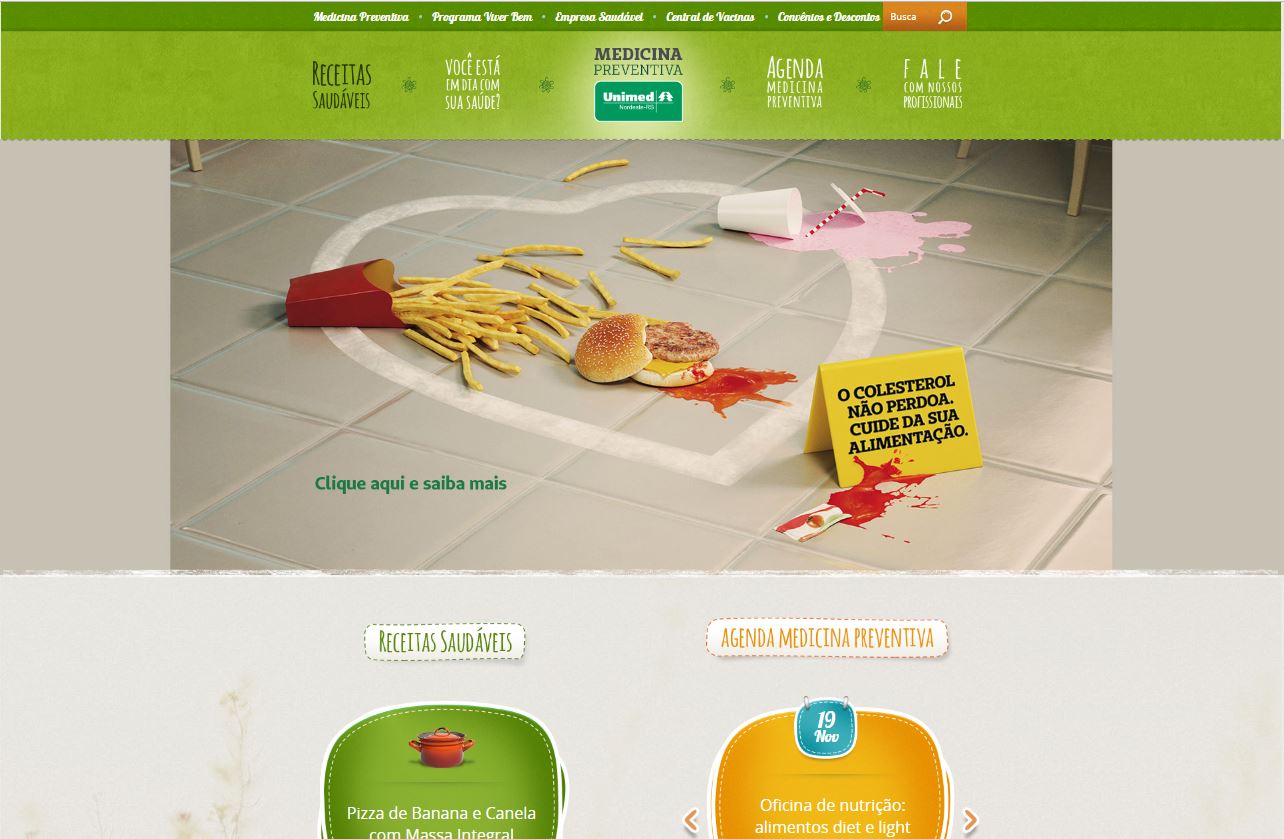 Medicina Preventiva • Programa Viver Bem • Empresa Saudável • Central de Vacinas • Convênios e Descontos Busca
RECEITAS
SAUDÁVEIS
VOCÊ ESTÁ
EM DIA COM
SUA SAÚDE?
MEDICINA
PREVENTIVA
Unimed
Nordeste-RS
AGENDA
MEDICINA
PREVENTIVA
FALE
COM NOSSOS
PROFISSIONAIS
O COLESTEROL
NÃO PERDOA.
CUIDE DA SUA
ALIMENTAÇÃO.
Clique aqui e saiba mais
RECEITAS SAUDÁVEIS
AGENDA MEDICINA PREVENTIVA
19
Nov
Pizza de Banana e Canela
com Massa Integral
Oficina de nutrição:
alimentos diet e light